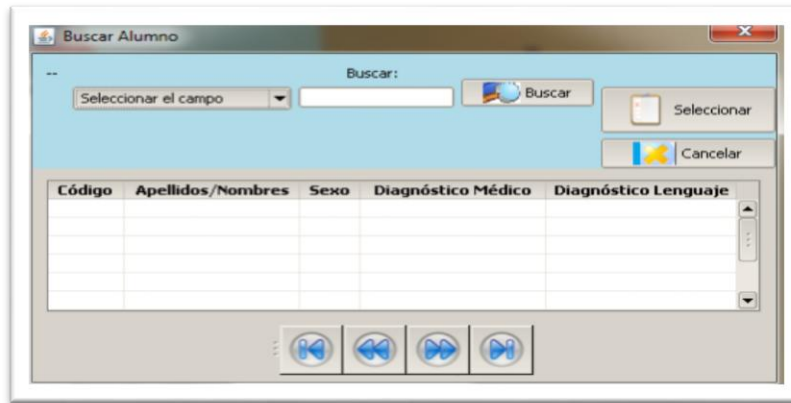 Buscar Alumno
--
Buscar:
Seleccionar el campo
Buscar
Seleccionar
Cancelar
Código Apellidos/Nombres Sexo Diagnóstico Médico Diagnóstico Lenguaje